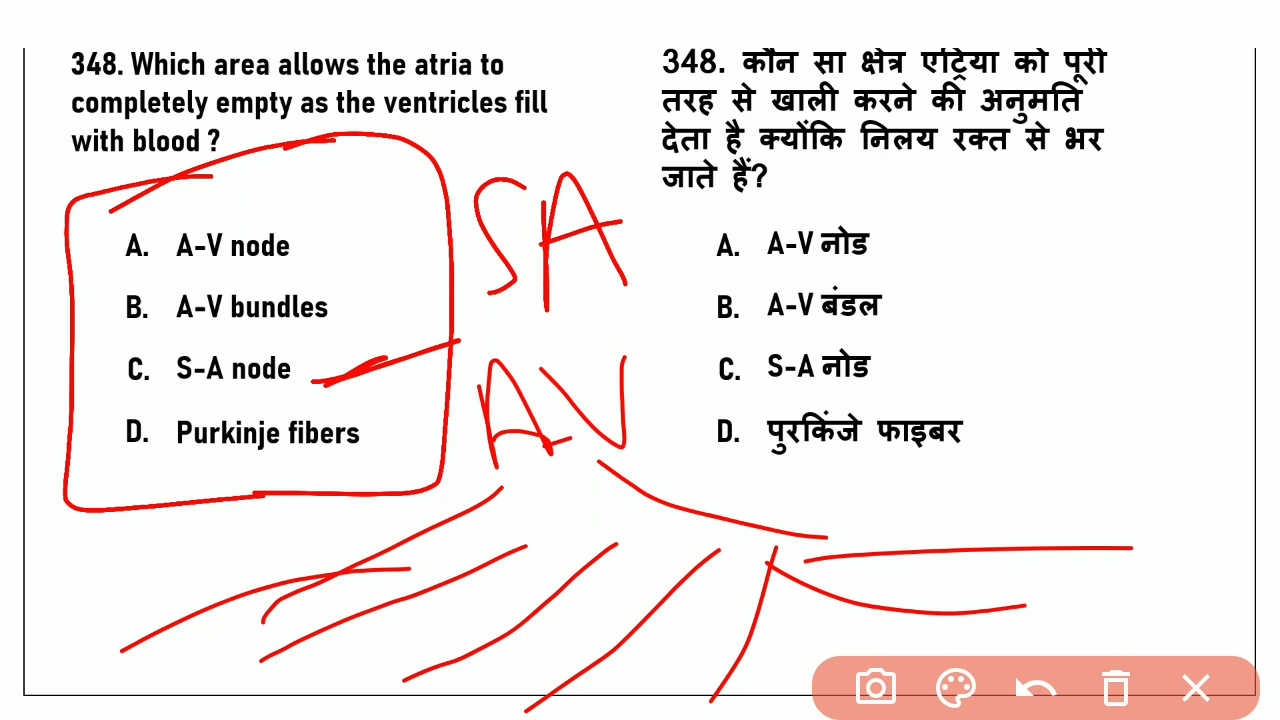 348. Which area allows the atria to
completely empty as the ventricles fill
with blood ?
A. A-V node
B. A-V bundles
C. S-A node
D. Purkinje fibers
SA
AV
348. कौन सा क्षेत्र एट्रिया को पूरी
तरह से खाली करने की अनुमति
देता है क्योंकि निलय रक्त से भर
जाते हैं?
A. A-V नोड
B. A-V बंडल
C. S-A नोड
D. पुरकिंजे फाइबर